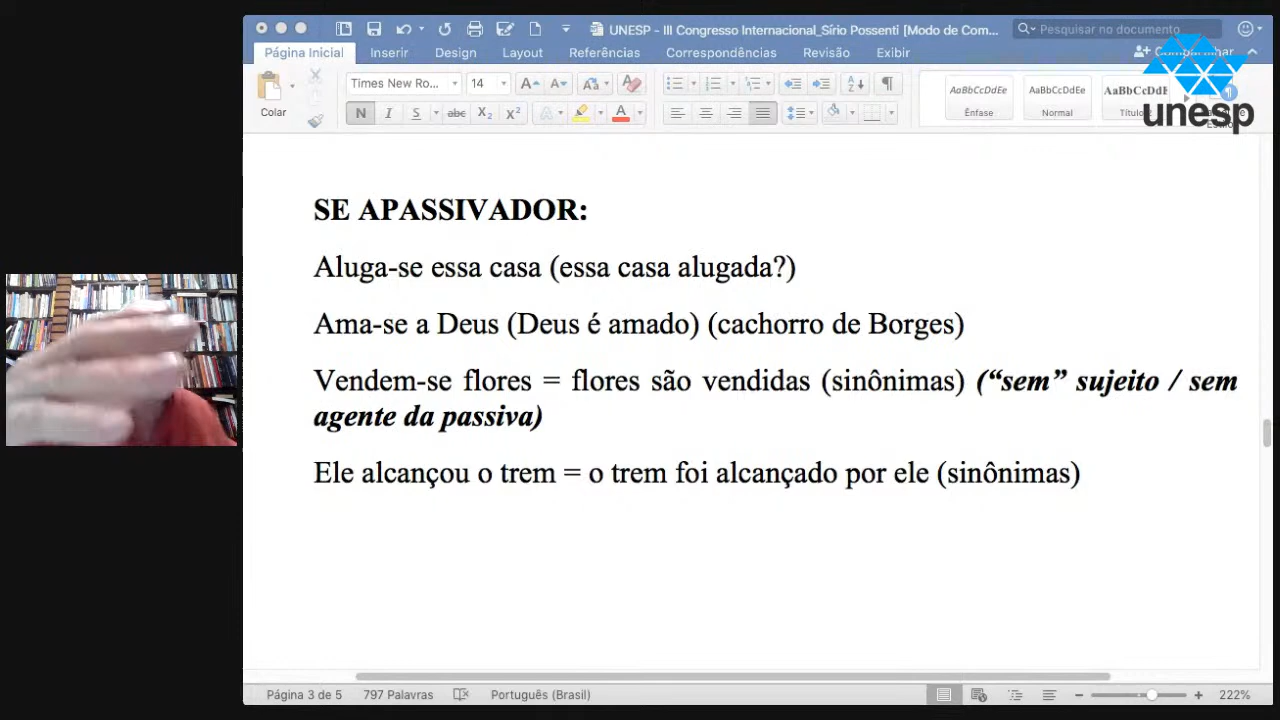 UNESP - III Congresso Internacional_Sírio Possenti [Modo de Com...
Pesquisar no documento
Página Inicial Inserir Design Layout Referências Correspondências Revisão Exibir
Compartilhar
Colar
Times New Ro... 14
N I S abc X₂ X²
AaBbCcDdEe AaBbCcDdEe AaBbCcDdE
Ênfase Normal Título
unesp
SE APASSIVADOR:
Aluga-se essa casa (essa casa alugada?)
Ama-se a Deus (Deus é amado) (cachorro de Borges)
Vendem-se flores = flores são vendidas (sinônimas) (“sem” sujeito / sem
agente da passiva)
Ele alcançou o trem = o trem foi alcançado por ele (sinônimas)
Página 3 de 5 797 Palavras Português (Brasil) 222%